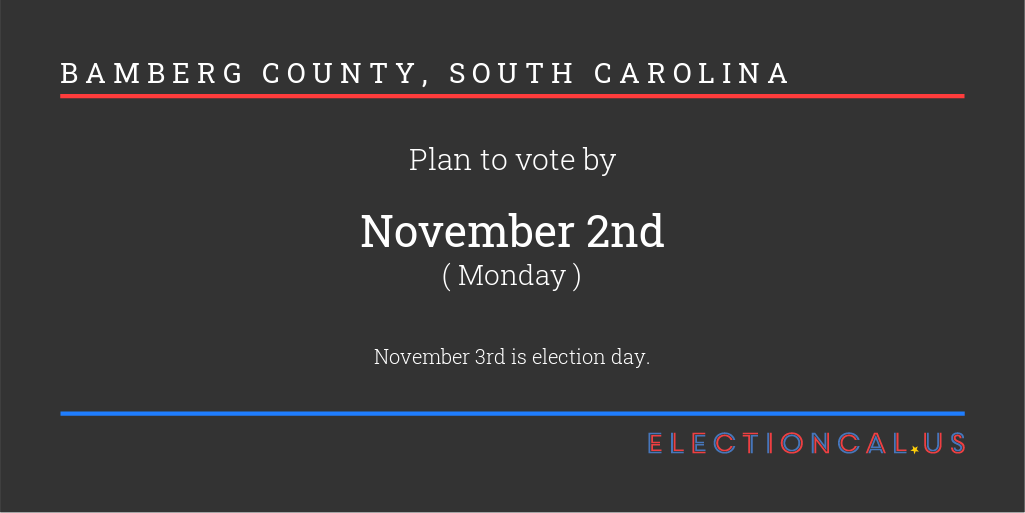 BAMBERG COUNTY, SOUTH CAROLINA
Plan to vote by
November 2nd
( Monday )
November 3rd is election day.
ELECTIONCAL.US